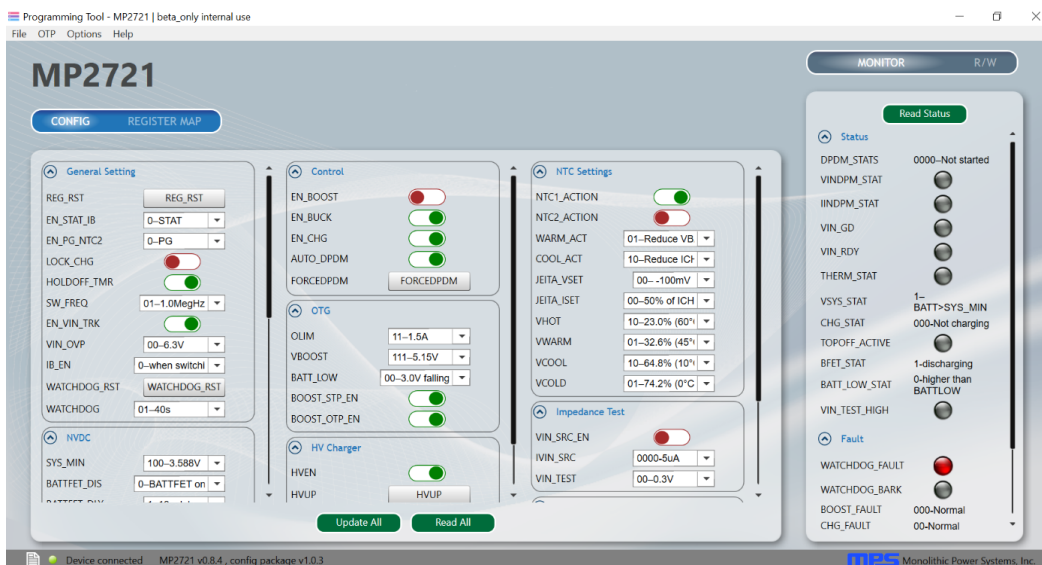 Programming Tool - MP2721 | beta_only internal use
File OTP Options Help
MP2721
MONITOR R/W
CONFIG REGISTER MAP
General Setting
REG_RST REG_RST
EN_STAT_IB 0–STAT
EN_PG_NTC2 0–PG
LOCK_CHG
HOLDOFF_TMR
SW_FREQ 01–1.0MegHz
EN_VIN_TRK
VIN_OVP 00–6.3V
IB_EN 0–when switchi
WATCHDOG_RST WATCHDOG_RST
WATCHDOG 01–40s
NVDC
SYS_MIN 100–3.588V
BATTFET_DIS 0–BATTFET on
Control
EN_BOOST
EN_BUCK
EN_CHG
AUTO_DPDM
FORCEDPDM FORCEDPDM
OTG
OLIM 11–1.5A
VBOOST 111–5.15V
BATT_LOW 00–3.0V falling
BOOST_STP_EN
BOOST_OTP_EN
HV Charger
HVEN
HVUP HVUP
NTC Settings
NTC1_ACTION
NTC2_ACTION
WARM_ACT 01–Reduce VB
COOL_ACT 10–Reduce ICH
JEITA_VSET 00– -100mV
JEITA_ISET 00–50% of ICH
VHOT 10–23.0% (60°
VWARM 01–32.6% (45°
VCOOL 10–64.8% (10°
VCOLD 01–74.2% (0°C
Impedance Test
VIN_SRC_EN
IVIN_SRC 0000-5uA
VIN_TEST 00–0.3V
Update All Read All
Read Status
Status
DPDM_STATS 0000–Not started
VINDPM_STAT
IINDPM_STAT
VIN_GD
VIN_RDY
THERM_STAT
VSYS_STAT 1–
BATT>SYS_MIN
CHG_STAT 000-Not charging
TOPOFF_ACTIVE
BFET_STAT 1-discharging
BATT_LOW_STAT 0-higher than
BATTLOW
VIN_TEST_HIGH
Fault
WATCHDOG_FAULT
WATCHDOG_BARK
BOOST_FAULT 000-Normal
CHG_FAULT 00-Normal
Device connected MP2721 v0.8.4 , config package v1.0.3
mps Monolithic Power Systems, Inc.